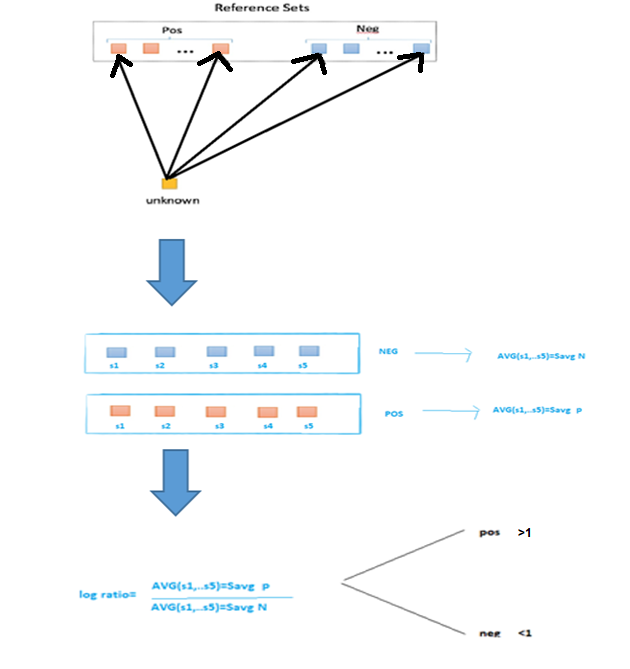 Reference Sets
Pos
Neg
...
...
unknown
s1 s2 s3 s4 s5
NEG
AVG(s1,..s5)=Savg N
s1 s2 s3 s4 s5
POS
AVG(s1,..s5)=Savg p
log ratio=
AVG(s1,..s5)=Savg p
AVG(s1,..s5)=Savg N
pos >1
neg <1